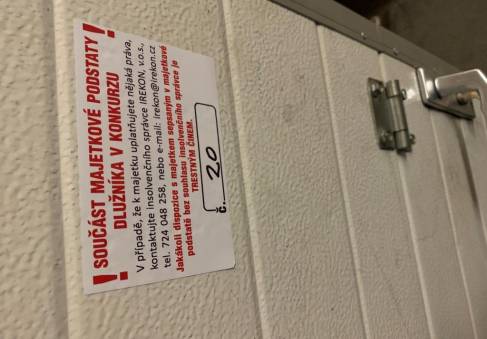 ! SOUČÁST MAJETKOVÉ PODSTATY !
DLUŽNÍKA V KONKURZU
V případě, že k majetku uplatňujete nějaká práva,
kontaktujte insolvenčního správce IREKON, v.o.s.,
tel. 724 048 258, nebo e-mail: irekon@irekon.cz
Jakákoli dispozice s majetkem sepsaným v majetkové
podstatě bez souhlasu insolvenčního správce je
TRESTNÝM ČINEM.
č. 20